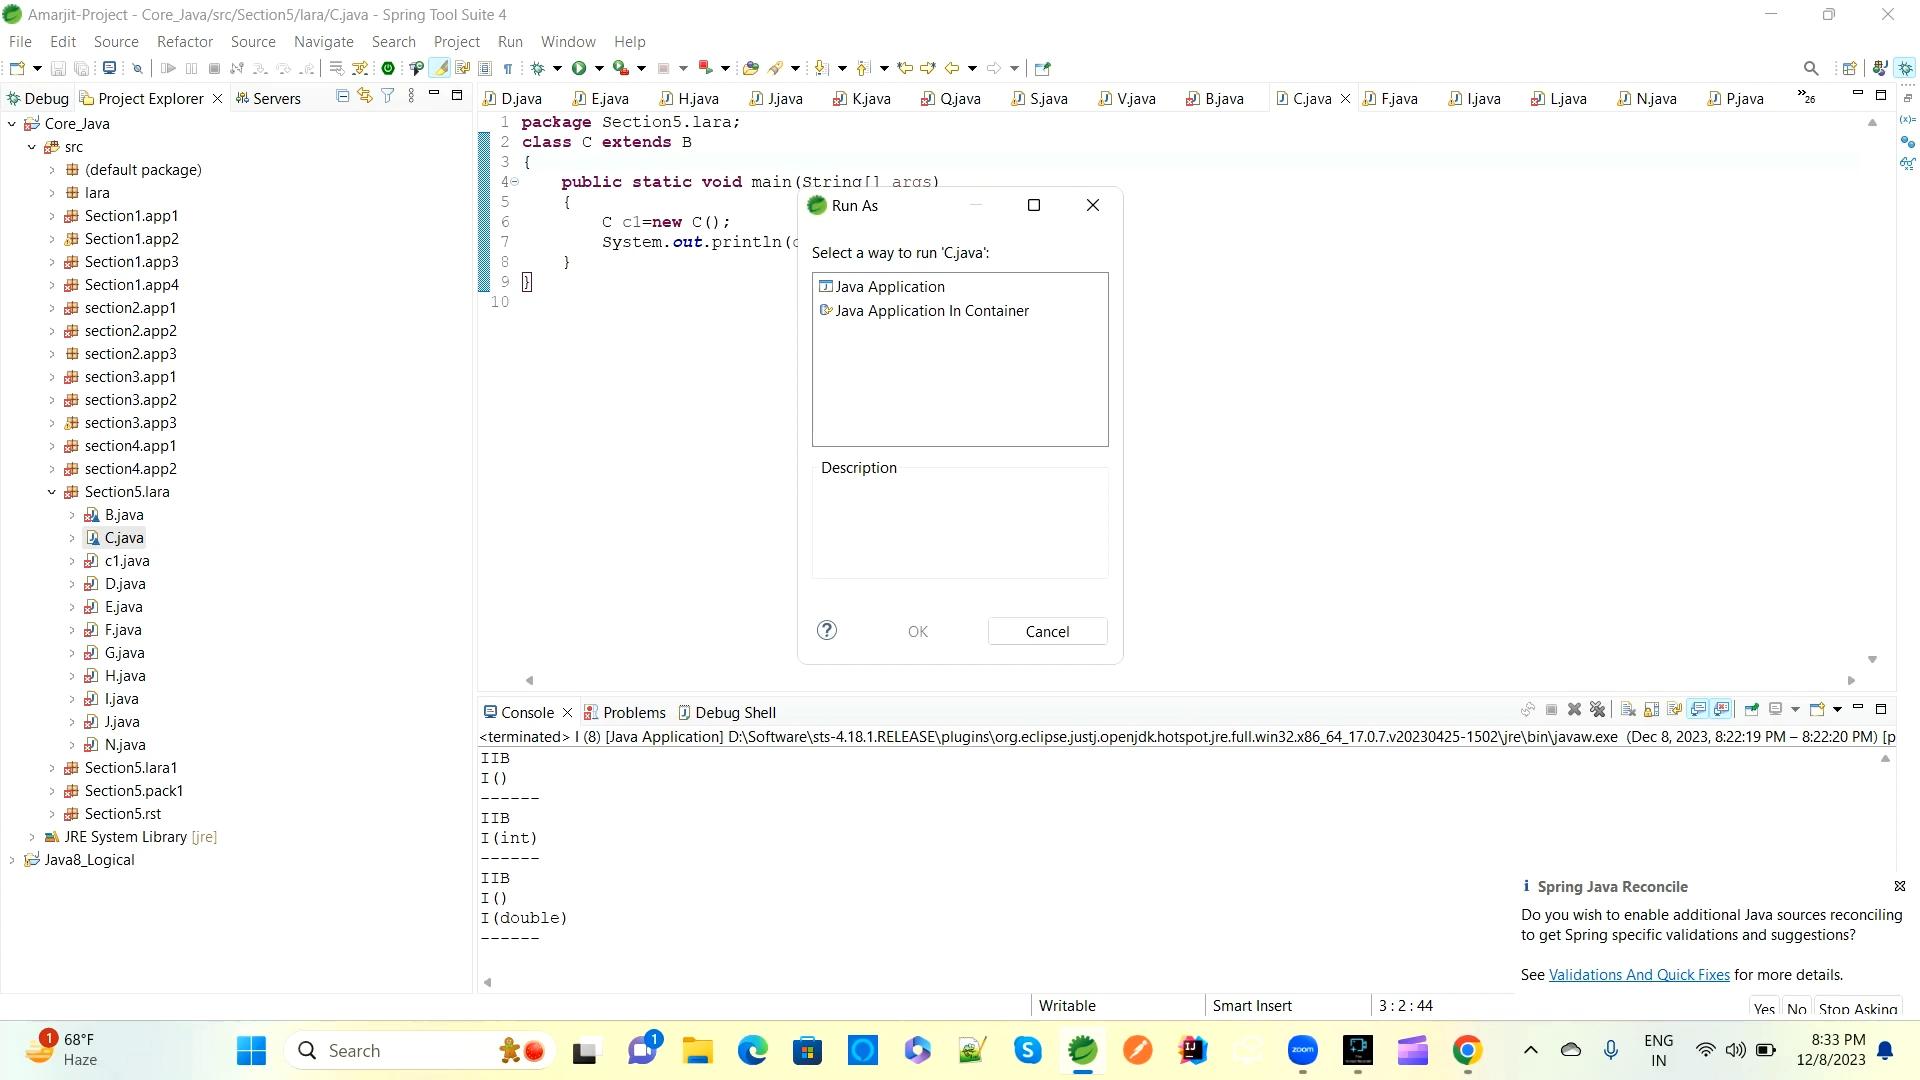 Amarjit-Project - Core_Java/src/Section5/lara/C.java - Spring Tool Suite 4
File Edit Source Refactor Source Navigate Search Project Run Window Help
Debug Project Explorer Servers
D.java E.java H.java J.java K.java Q.java S.java V.java B.java C.java F.java I.java L.java N.java P.java »26
Core_Java
src
(default package)
lara
Section1.app1
Section1.app2
Section1.app3
Section1.app4
section2.app1
section2.app2
section2.app3
section3.app1
section3.app2
section3.app3
section4.app1
section4.app2
Section5.lara
B.java
C.java
c1.java
D.java
E.java
F.java
G.java
H.java
I.java
J.java
N.java
Section5.lara1
Section5.pack1
Section5.rst
JRE System Library [jre]
Java8_Logical
1 package Section5.lara;
2 class C extends B
3 {
4 public static void main(String[] args)
5 {
6 C c1=new C();
7 System.out.println(
8 }
9 }
10
Run As
Select a way to run 'C.java':
Java Application
Java Application In Container
Description
OK Cancel
Console Problems Debug Shell
<terminated> I (8) [Java Application] D:\Software\sts-4.18.1.RELEASE\plugins\org.eclipse.justj.openjdk.hotspot.jre.full.win32.x86_64_17.0.7.v20230425-1502\jre\bin\javaw.exe (Dec 8, 2023, 8:22:19 PM – 8:22:20 PM) [p
IIB
I()
------
IIB
I(int)
------
IIB
I()
I(double)
------
Spring Java Reconcile
Do you wish to enable additional Java sources reconciling
to get Spring specific validations and suggestions?
See Validations And Quick Fixes for more details.
Yes No Stop Asking
Writable Smart Insert 3 : 2 : 44
1 68°F
Haze
Search
1
zoom
ENG
IN
8:33 PM
12/8/2023